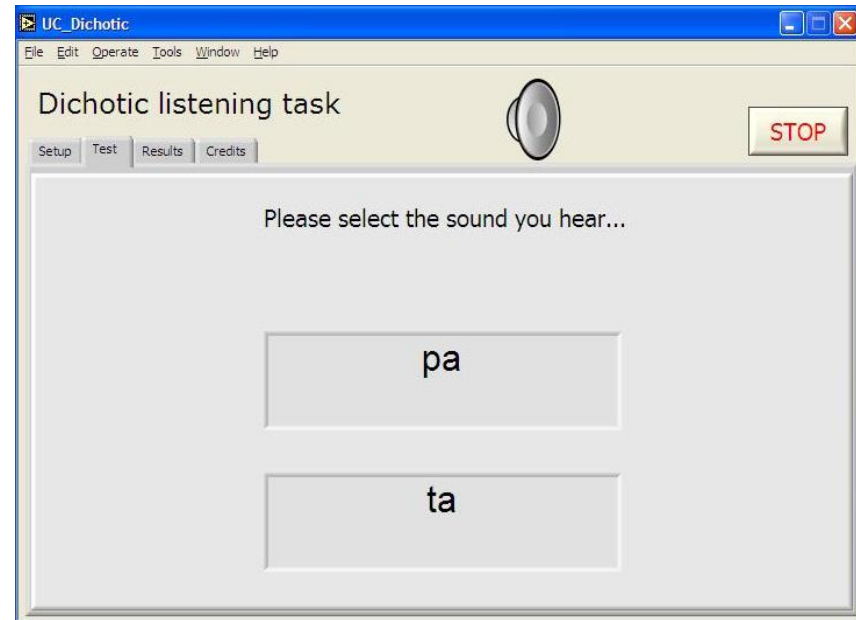 UC_Dichotic
File Edit Operate Tools Window Help
Dichotic listening task
STOP
Setup Test Results Credits
Please select the sound you hear...
pa
ta